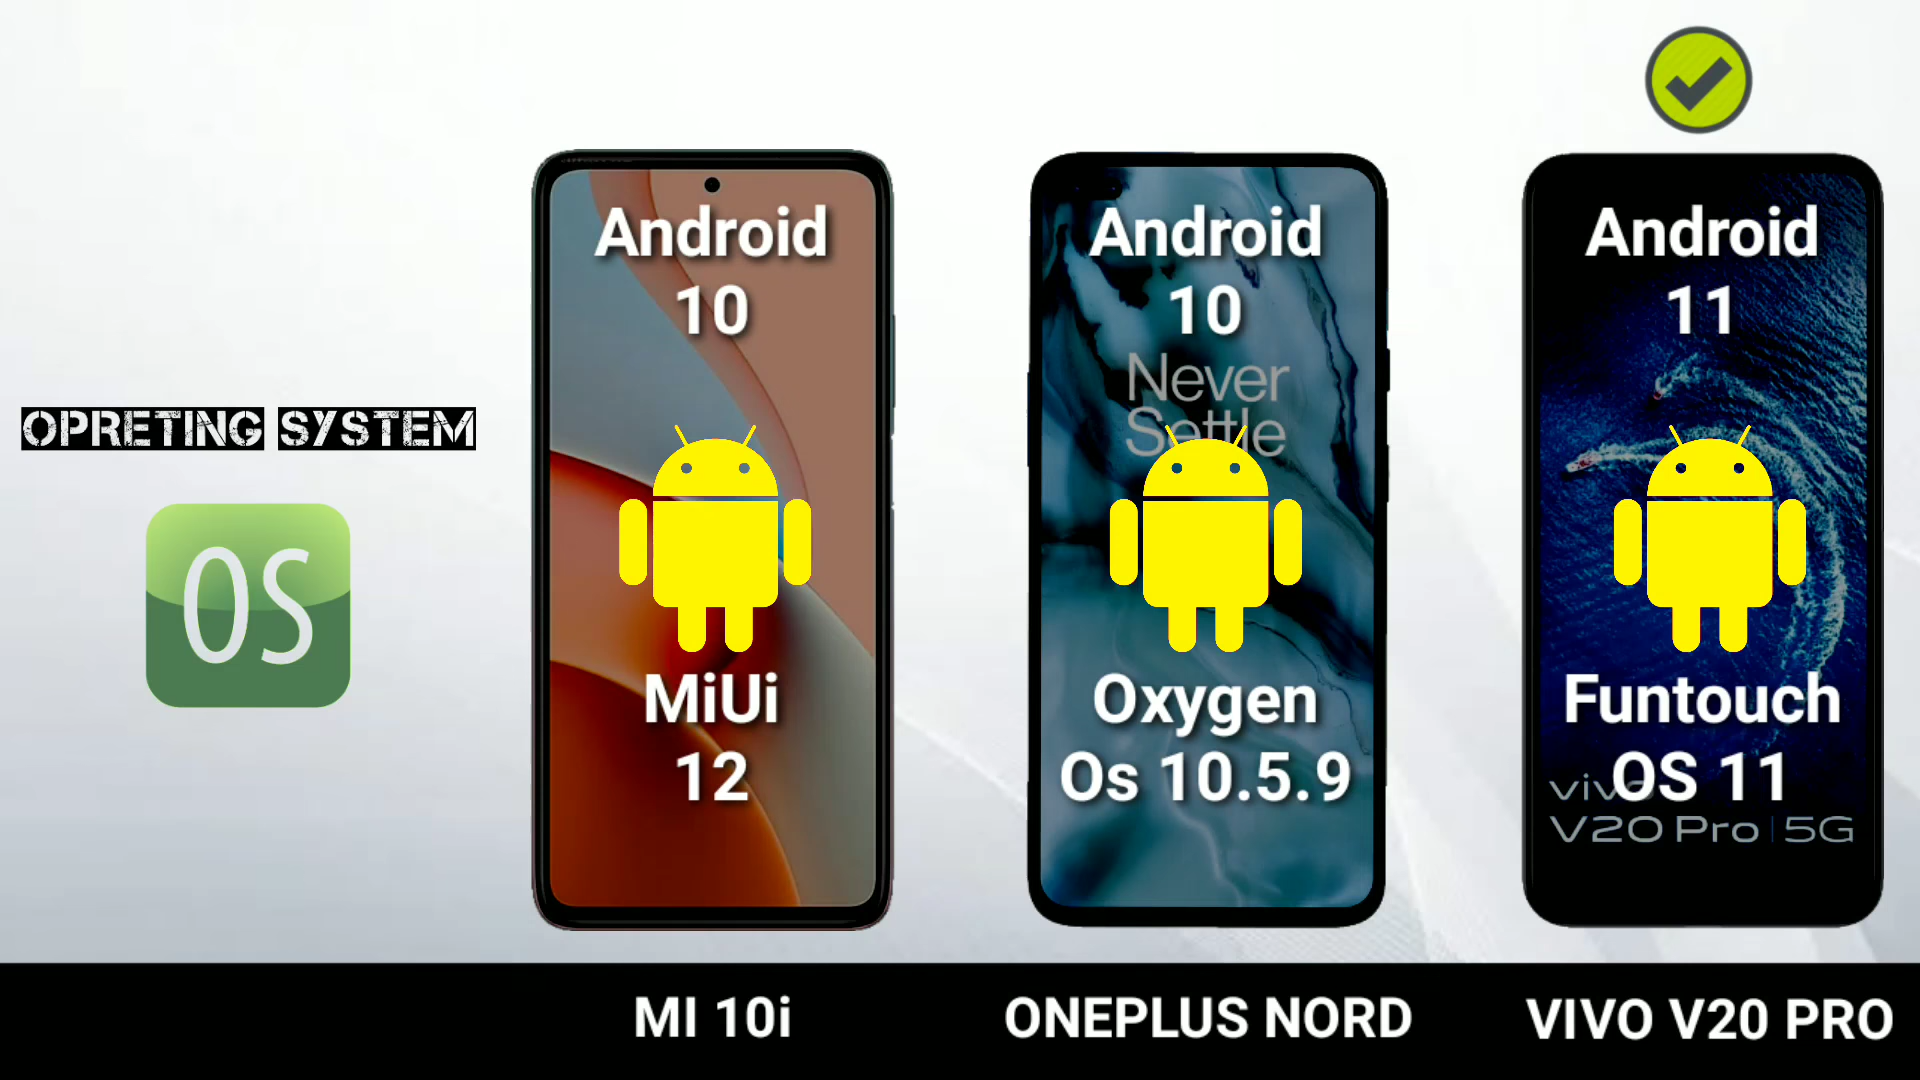 OPRETING SYSTEM
OS
Android
10
MiUi
12
MI 10i
Android
10
Never
Settle
Oxygen
Os 10.5.9
ONEPLUS NORD
Android
11
Funtouch
OS 11
vivo
V20 Pro 5G
VIVO V20 PRO